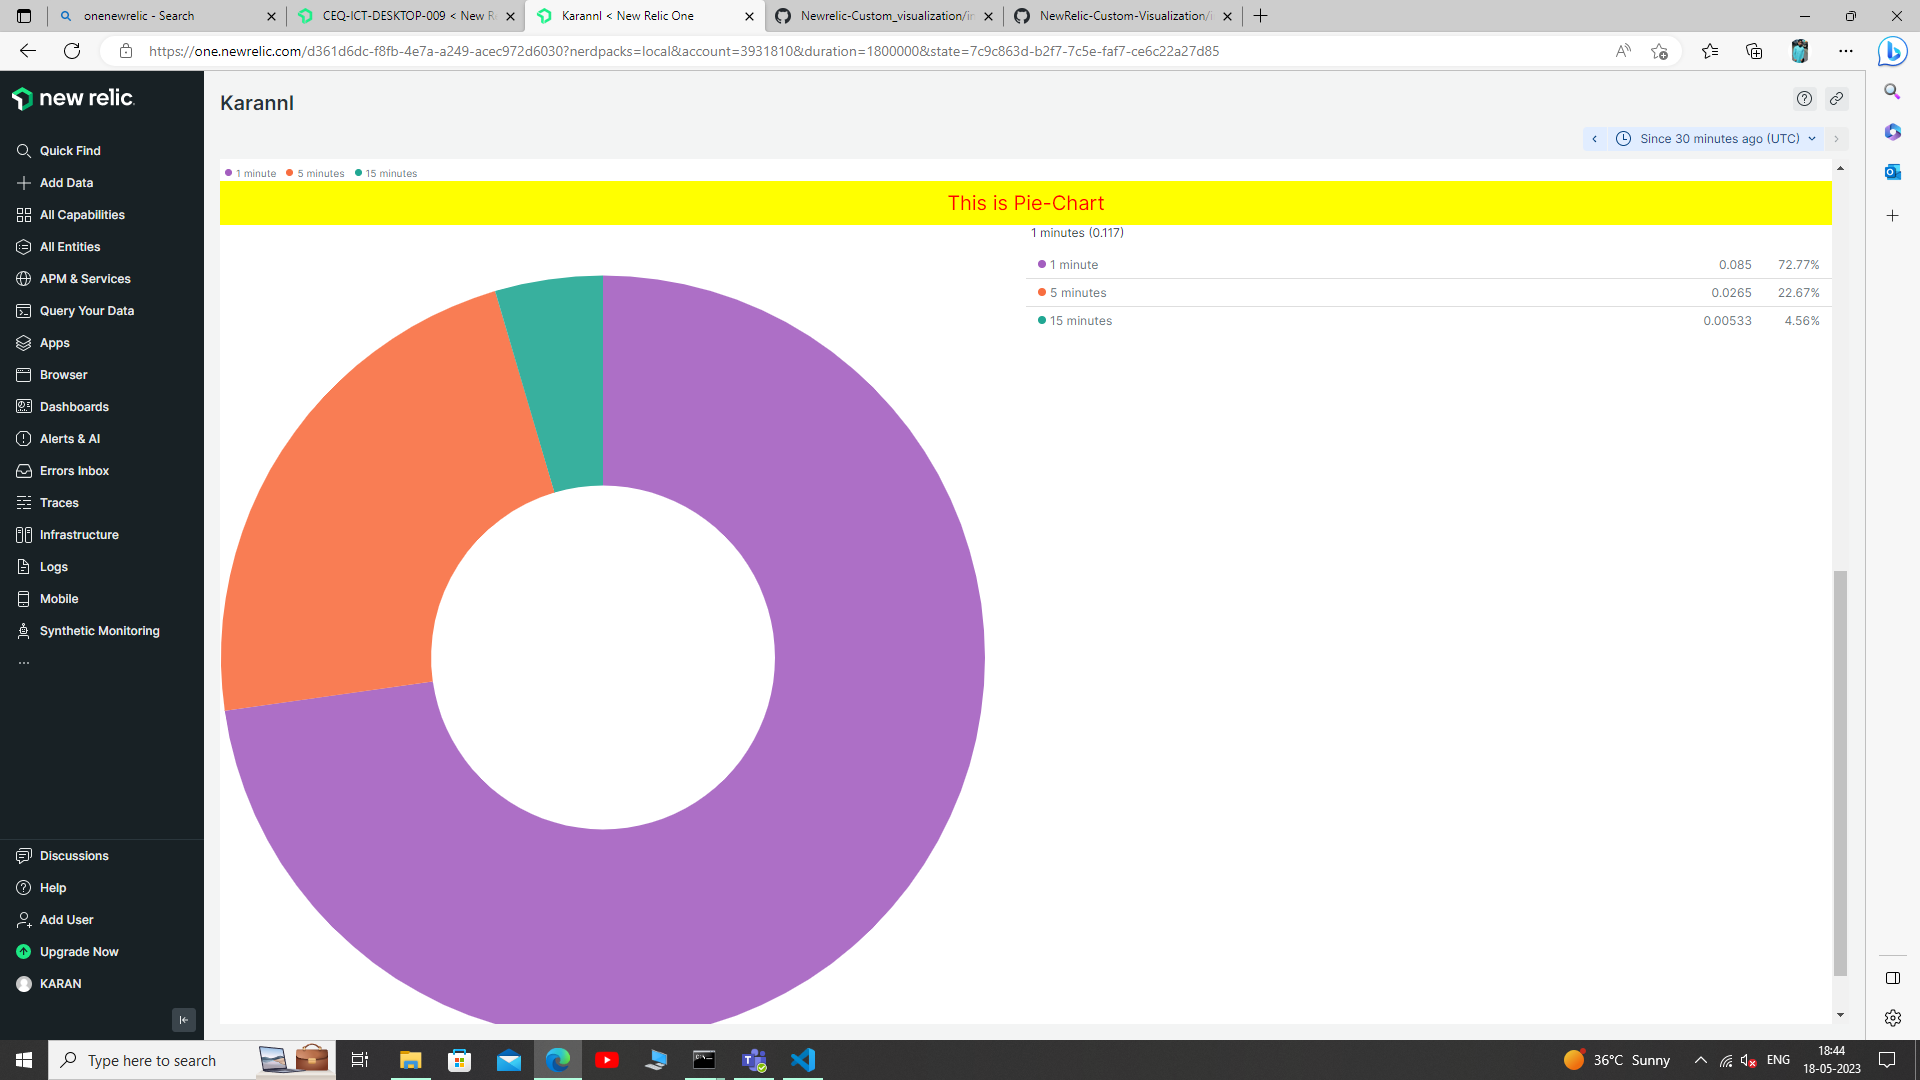 onenewrelic - Search
CEQ-ICT-DESKTOP-009 < New Re
Karannl < New Relic One
Newrelic-Custom_visualization/in
NewRelic-Custom-Visualization/i
https://one.newrelic.com/d361d6dc-f8fb-4e7a-a249-acec972d6030?nerdpacks=local&account=3931810&duration=1800000&state=7c9c863d-b2f7-7c5e-faf7-ce6c22a27d85
new relic
Quick Find
Add Data
All Capabilities
All Entities
APM & Services
Query Your Data
Apps
Browser
Dashboards
Alerts & AI
Errors Inbox
Traces
Infrastructure
Logs
Mobile
Synthetic Monitoring
...
Discussions
Help
Add User
Upgrade Now
KARAN
Karannl
Since 30 minutes ago (UTC)
1 minute 5 minutes 15 minutes
This is Pie-Chart
1 minutes (0.117)
1 minute 0.085 72.77%
5 minutes 0.0265 22.67%
15 minutes 0.00533 4.56%
Type here to search
36°C Sunny
ENG
18:44
18-05-2023